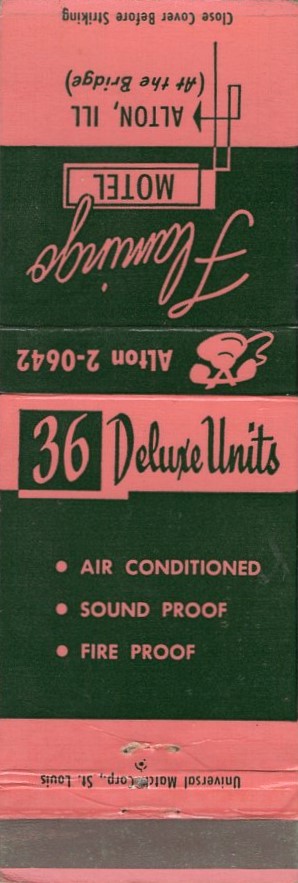 Close Cover Before Striking
ALTON, ILL
(At the Bridge)
Flamingo
MOTEL
Alton 2-0642
36 Deluxe Units
• AIR CONDITIONED
• SOUND PROOF
• FIRE PROOF
Universal Match Corp., St. Louis